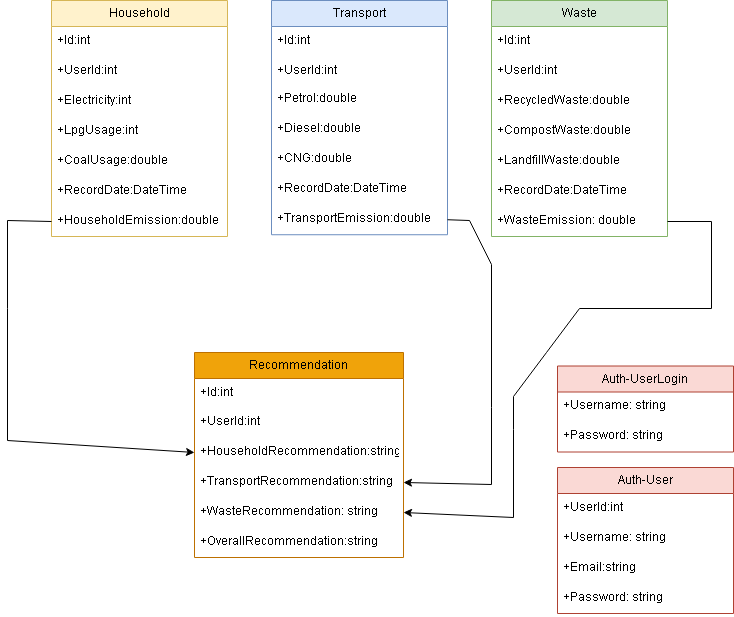 Household
+Id:int
+UserId:int
+Electricity:int
+LpgUsage:int
+CoalUsage:double
+RecordDate:DateTime
+HouseholdEmission:double
Transport
+Id:int
+UserId:int
+Petrol:double
+Diesel:double
+CNG:double
+RecordDate:DateTime
+TransportEmission:double
Waste
+Id:int
+UserId:int
+RecycledWaste:double
+CompostWaste:double
+LandfillWaste:double
+RecordDate:DateTime
+WasteEmission: double
Recommendation
+Id:int
+UserId:int
+HouseholdRecommendation:string
+TransportRecommendation:string
+WasteRecommendation: string
+OverallRecommendation:string
Auth-UserLogin
+Username: string
+Password: string
Auth-User
+UserId:int
+Username: string
+Email:string
+Password: string